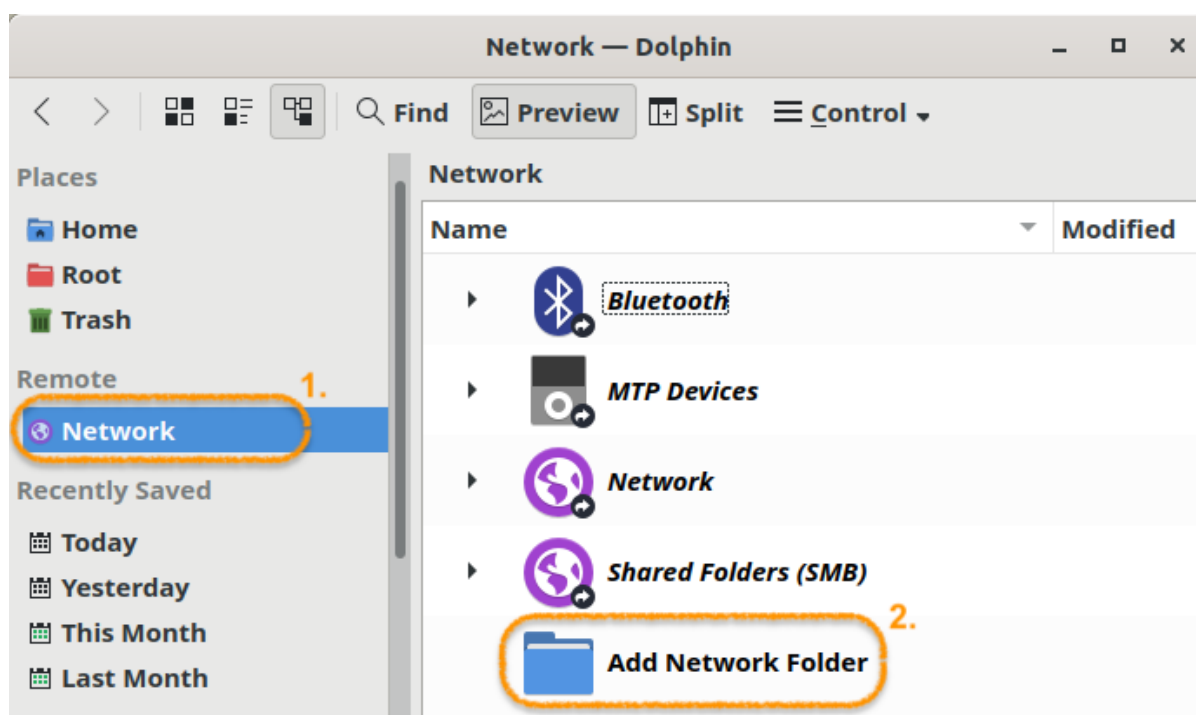 Network — Dolphin
Find Preview Split Control
Places
Home
Root
Trash
Remote
1.
Network
Recently Saved
Today
Yesterday
This Month
Last Month
Network
Name Modified
Bluetooth
MTP Devices
Network
Shared Folders (SMB)
2.
Add Network Folder